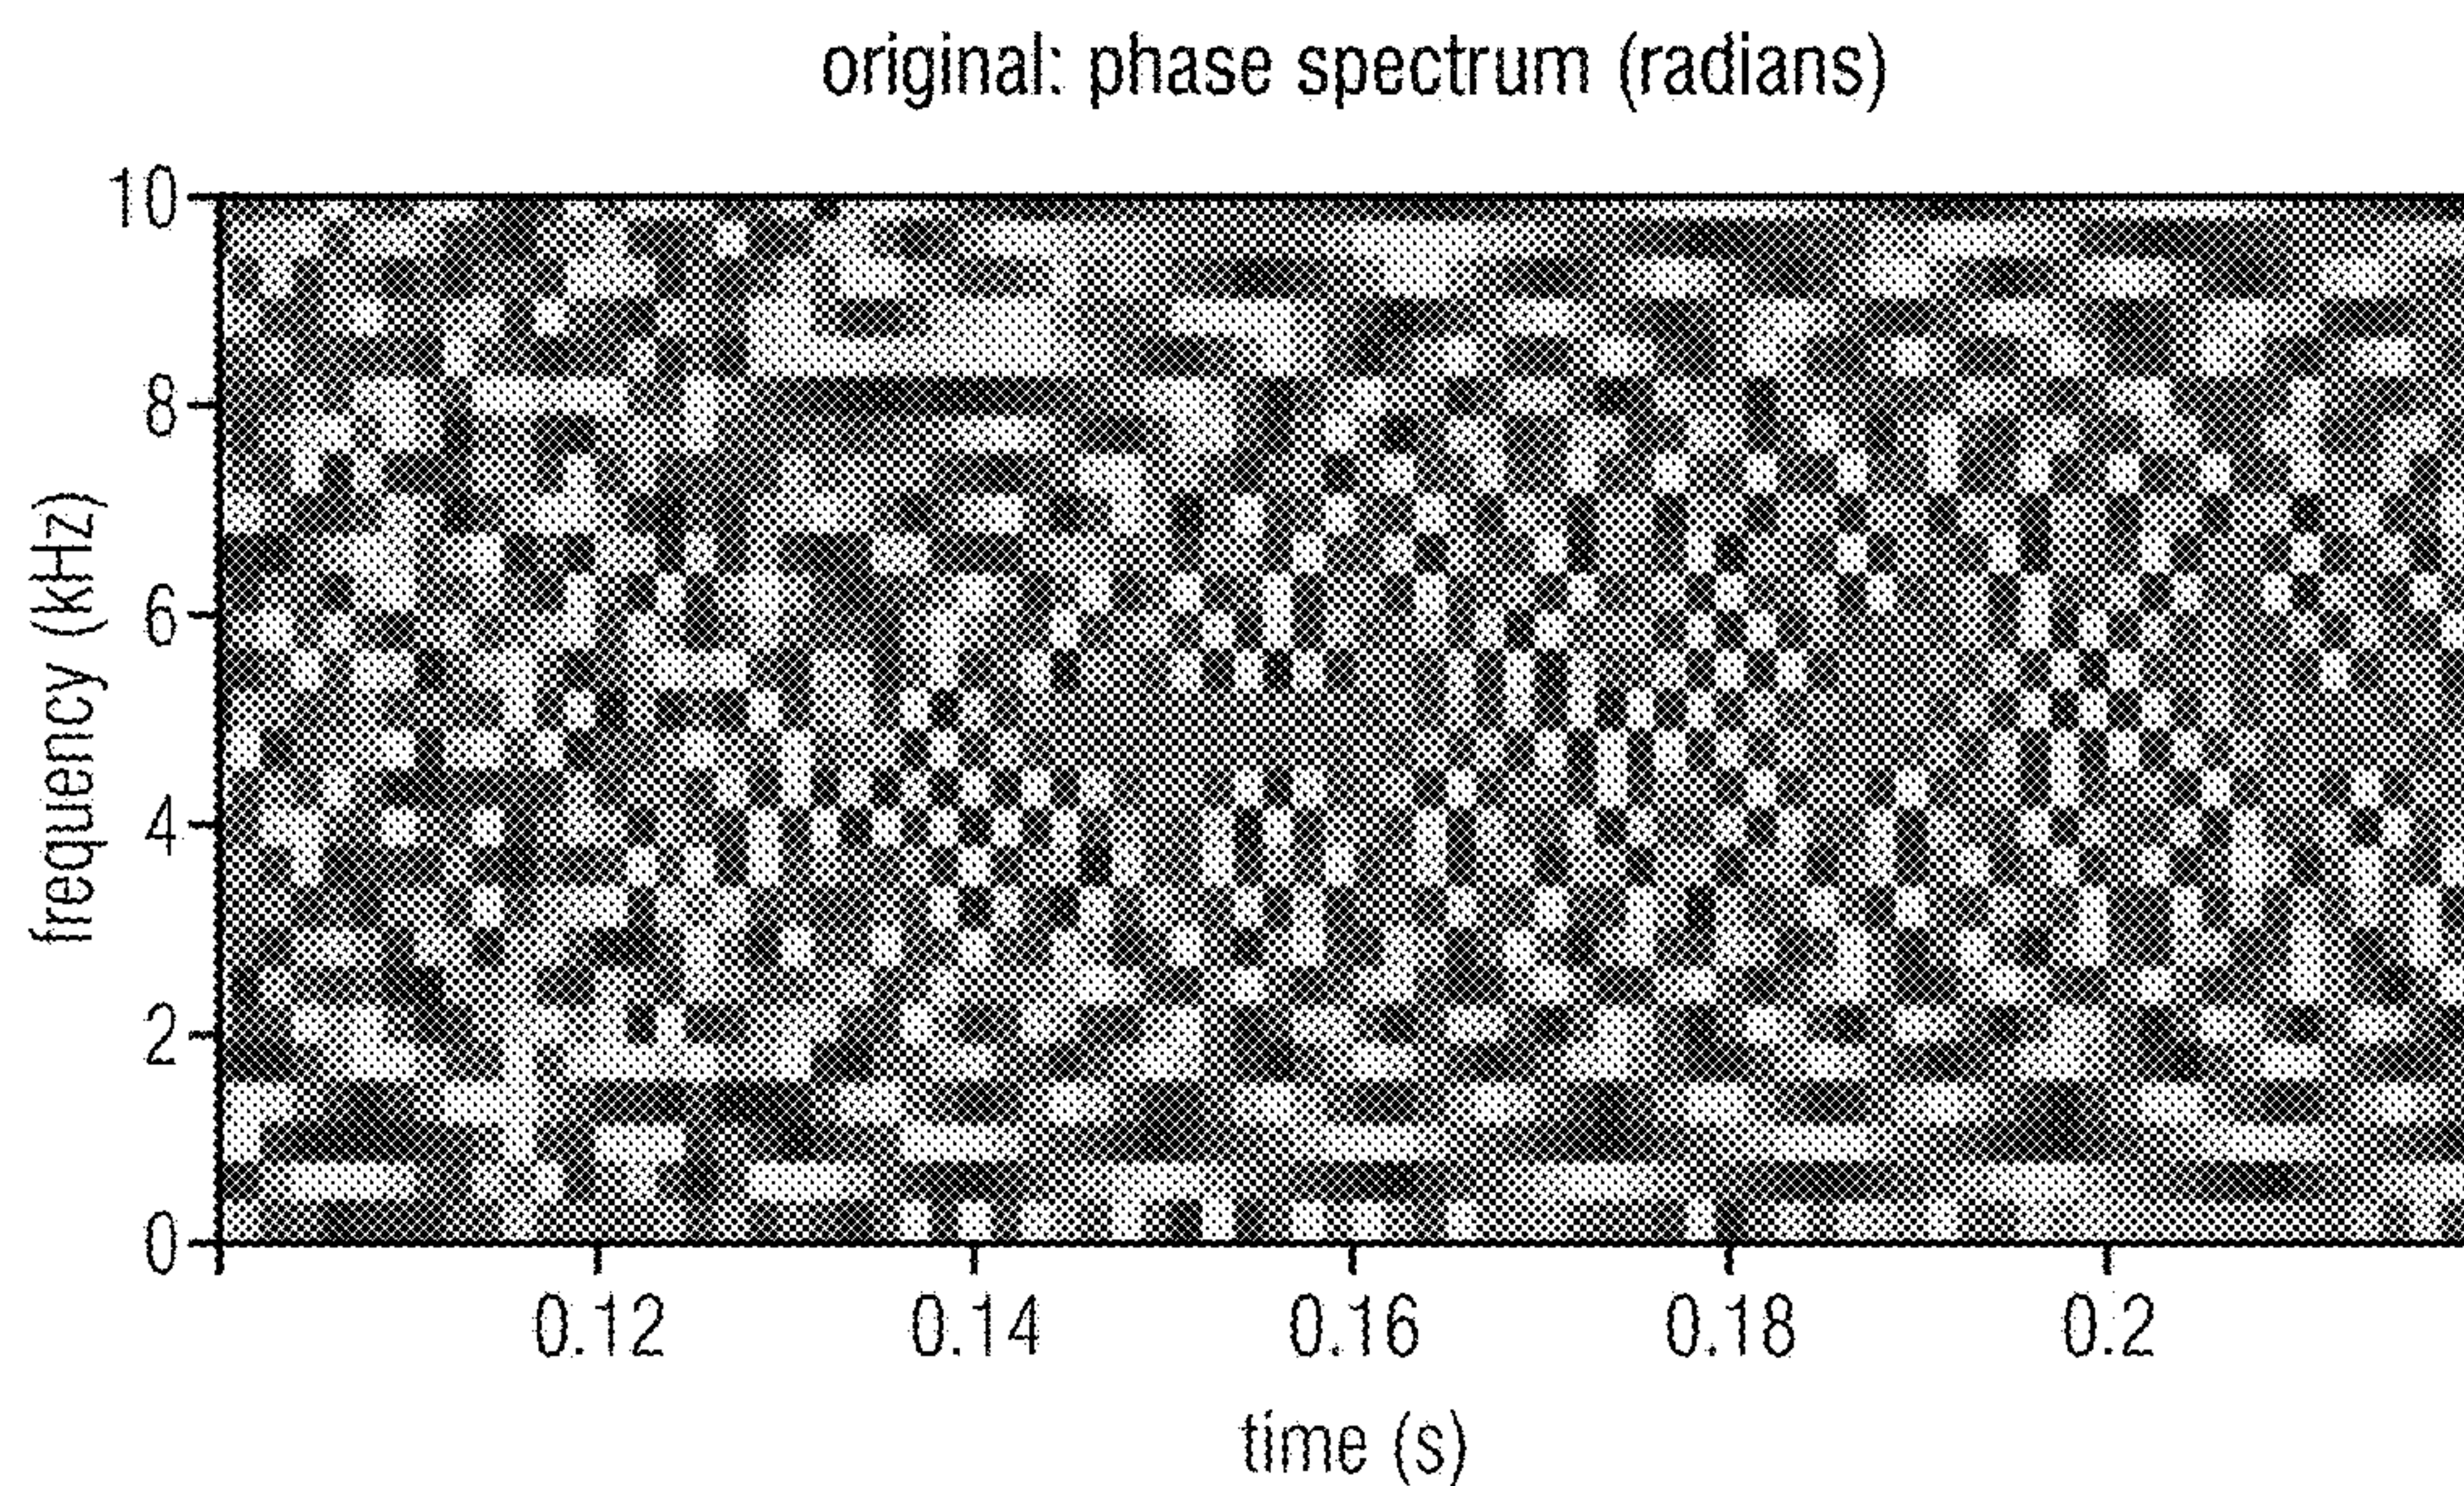 original: phase spectrum (radians)
10
8
6
4
2
0
frequency (kHz)
0.12 0.14 0.16 0.18 0.2
time (s)